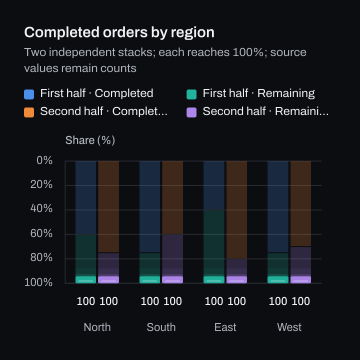 Completed orders by region
Two independent stacks; each reaches 100%; source
values remain counts
First half · Completed
First half · Remaining
Second half · Complet...
Second half · Remaini...
Share (%)
0%
20%
40%
60%
80%
100%
100 100 100 100 100 100 100 100
North South East West